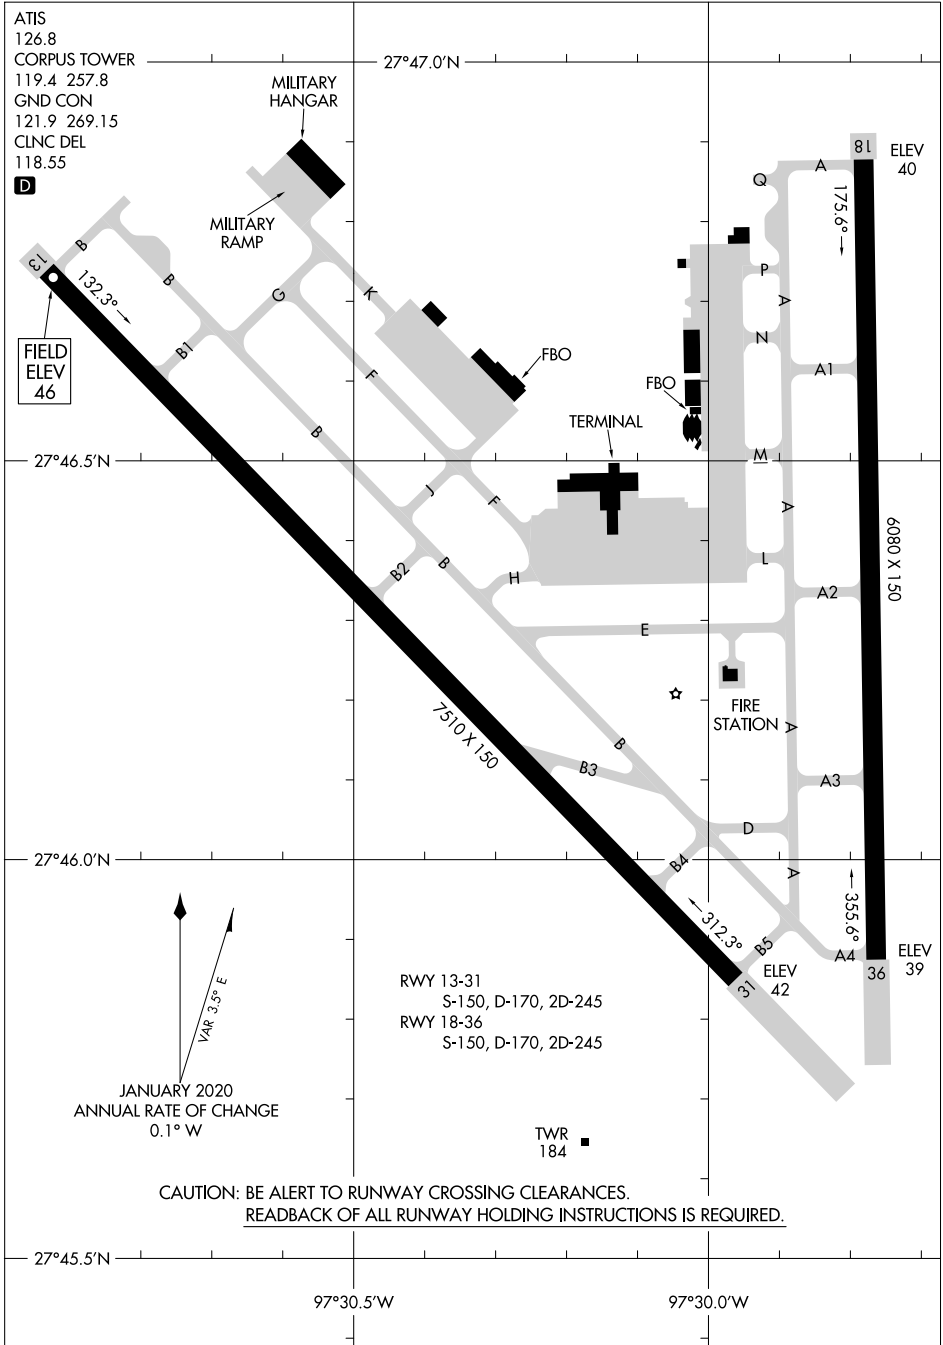 ATIS
126.8
CORPUS TOWER
119.4 257.8
GND CON
121.9 269.15
CLNC DEL
118.55
D
27°47.0'N
MILITARY
HANGAR
MILITARY
RAMP
18
ELEV
40
A
Q
175.6°
B
13
132.3°
B
G
K
P
A
N
B1
FIELD
ELEV
46
F
FBO
FBO
A1
TERMINAL
B
27°46.5'N
M
J
F
A
6080 X 150
B2
B
H
L
A2
E
FIRE
STATION
A
7510 X 150
B
B3
A3
D
27°46.0'N
B4
A
355.6°
312.3°
B5
A4
36
ELEV
39
31
ELEV
42
VAR 3.5° E
RWY 13-31
S-150, D-170, 2D-245
RWY 18-36
S-150, D-170, 2D-245
JANUARY 2020
ANNUAL RATE OF CHANGE
0.1° W
TWR
184
CAUTION: BE ALERT TO RUNWAY CROSSING CLEARANCES.
READBACK OF ALL RUNWAY HOLDING INSTRUCTIONS IS REQUIRED.
27°45.5'N
97°30.5'W
97°30.0'W